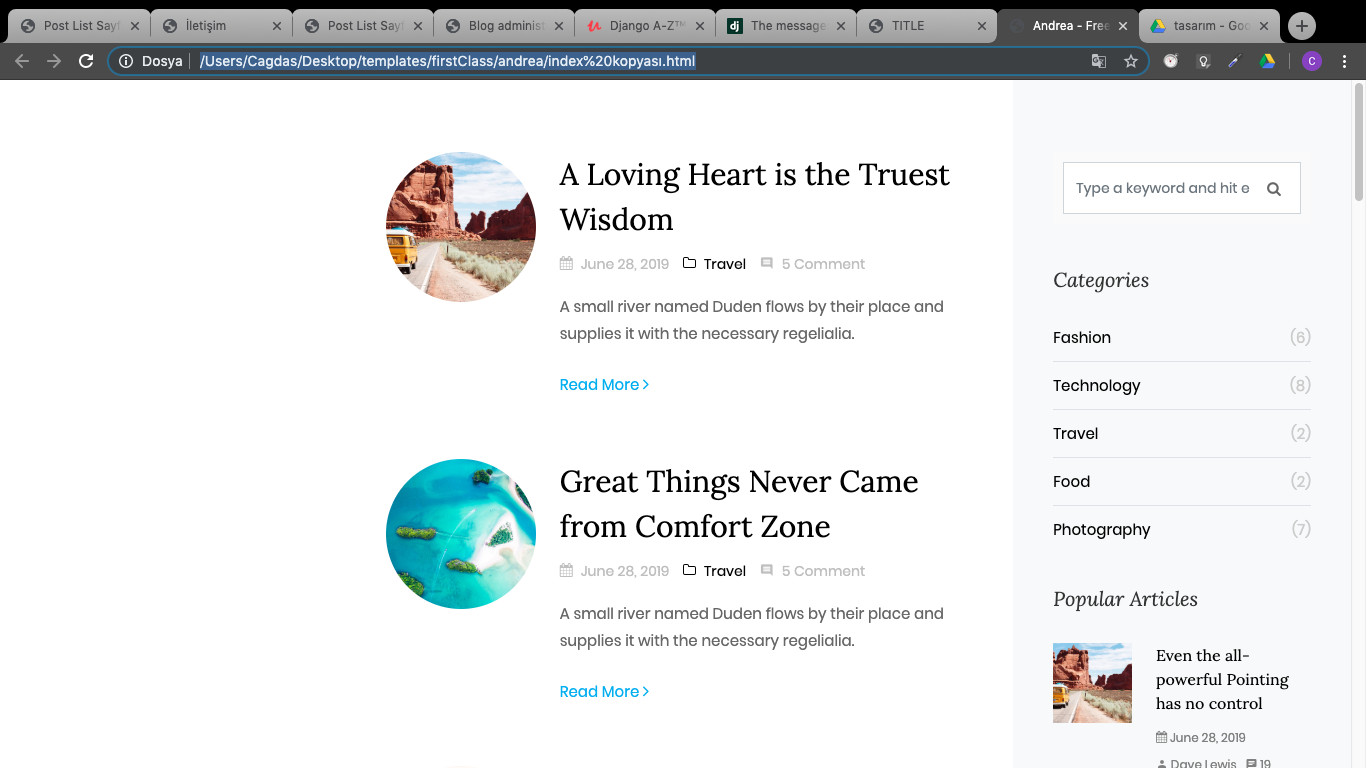 Post List Sayf
İletişim
Post List Sayf
Blog administ
Django A-Z™
The message
TITLE
Andrea - Free
tasarım - Goo
Dosya | /Users/Cagdas/Desktop/templates/firstClass/andrea/index%20kopyası.html
C
A Loving Heart is the Truest
Wisdom
June 28, 2019 Travel 5 Comment
A small river named Duden flows by their place and
supplies it with the necessary regelialia.
Read More
Great Things Never Came
from Comfort Zone
June 28, 2019 Travel 5 Comment
A small river named Duden flows by their place and
supplies it with the necessary regelialia.
Read More
Type a keyword and hit e
Categories
Fashion (6)
Technology (8)
Travel (2)
Food (2)
Photography (7)
Popular Articles
Even the all-
powerful Pointing
has no control
June 28, 2019
Dave Lewis 19